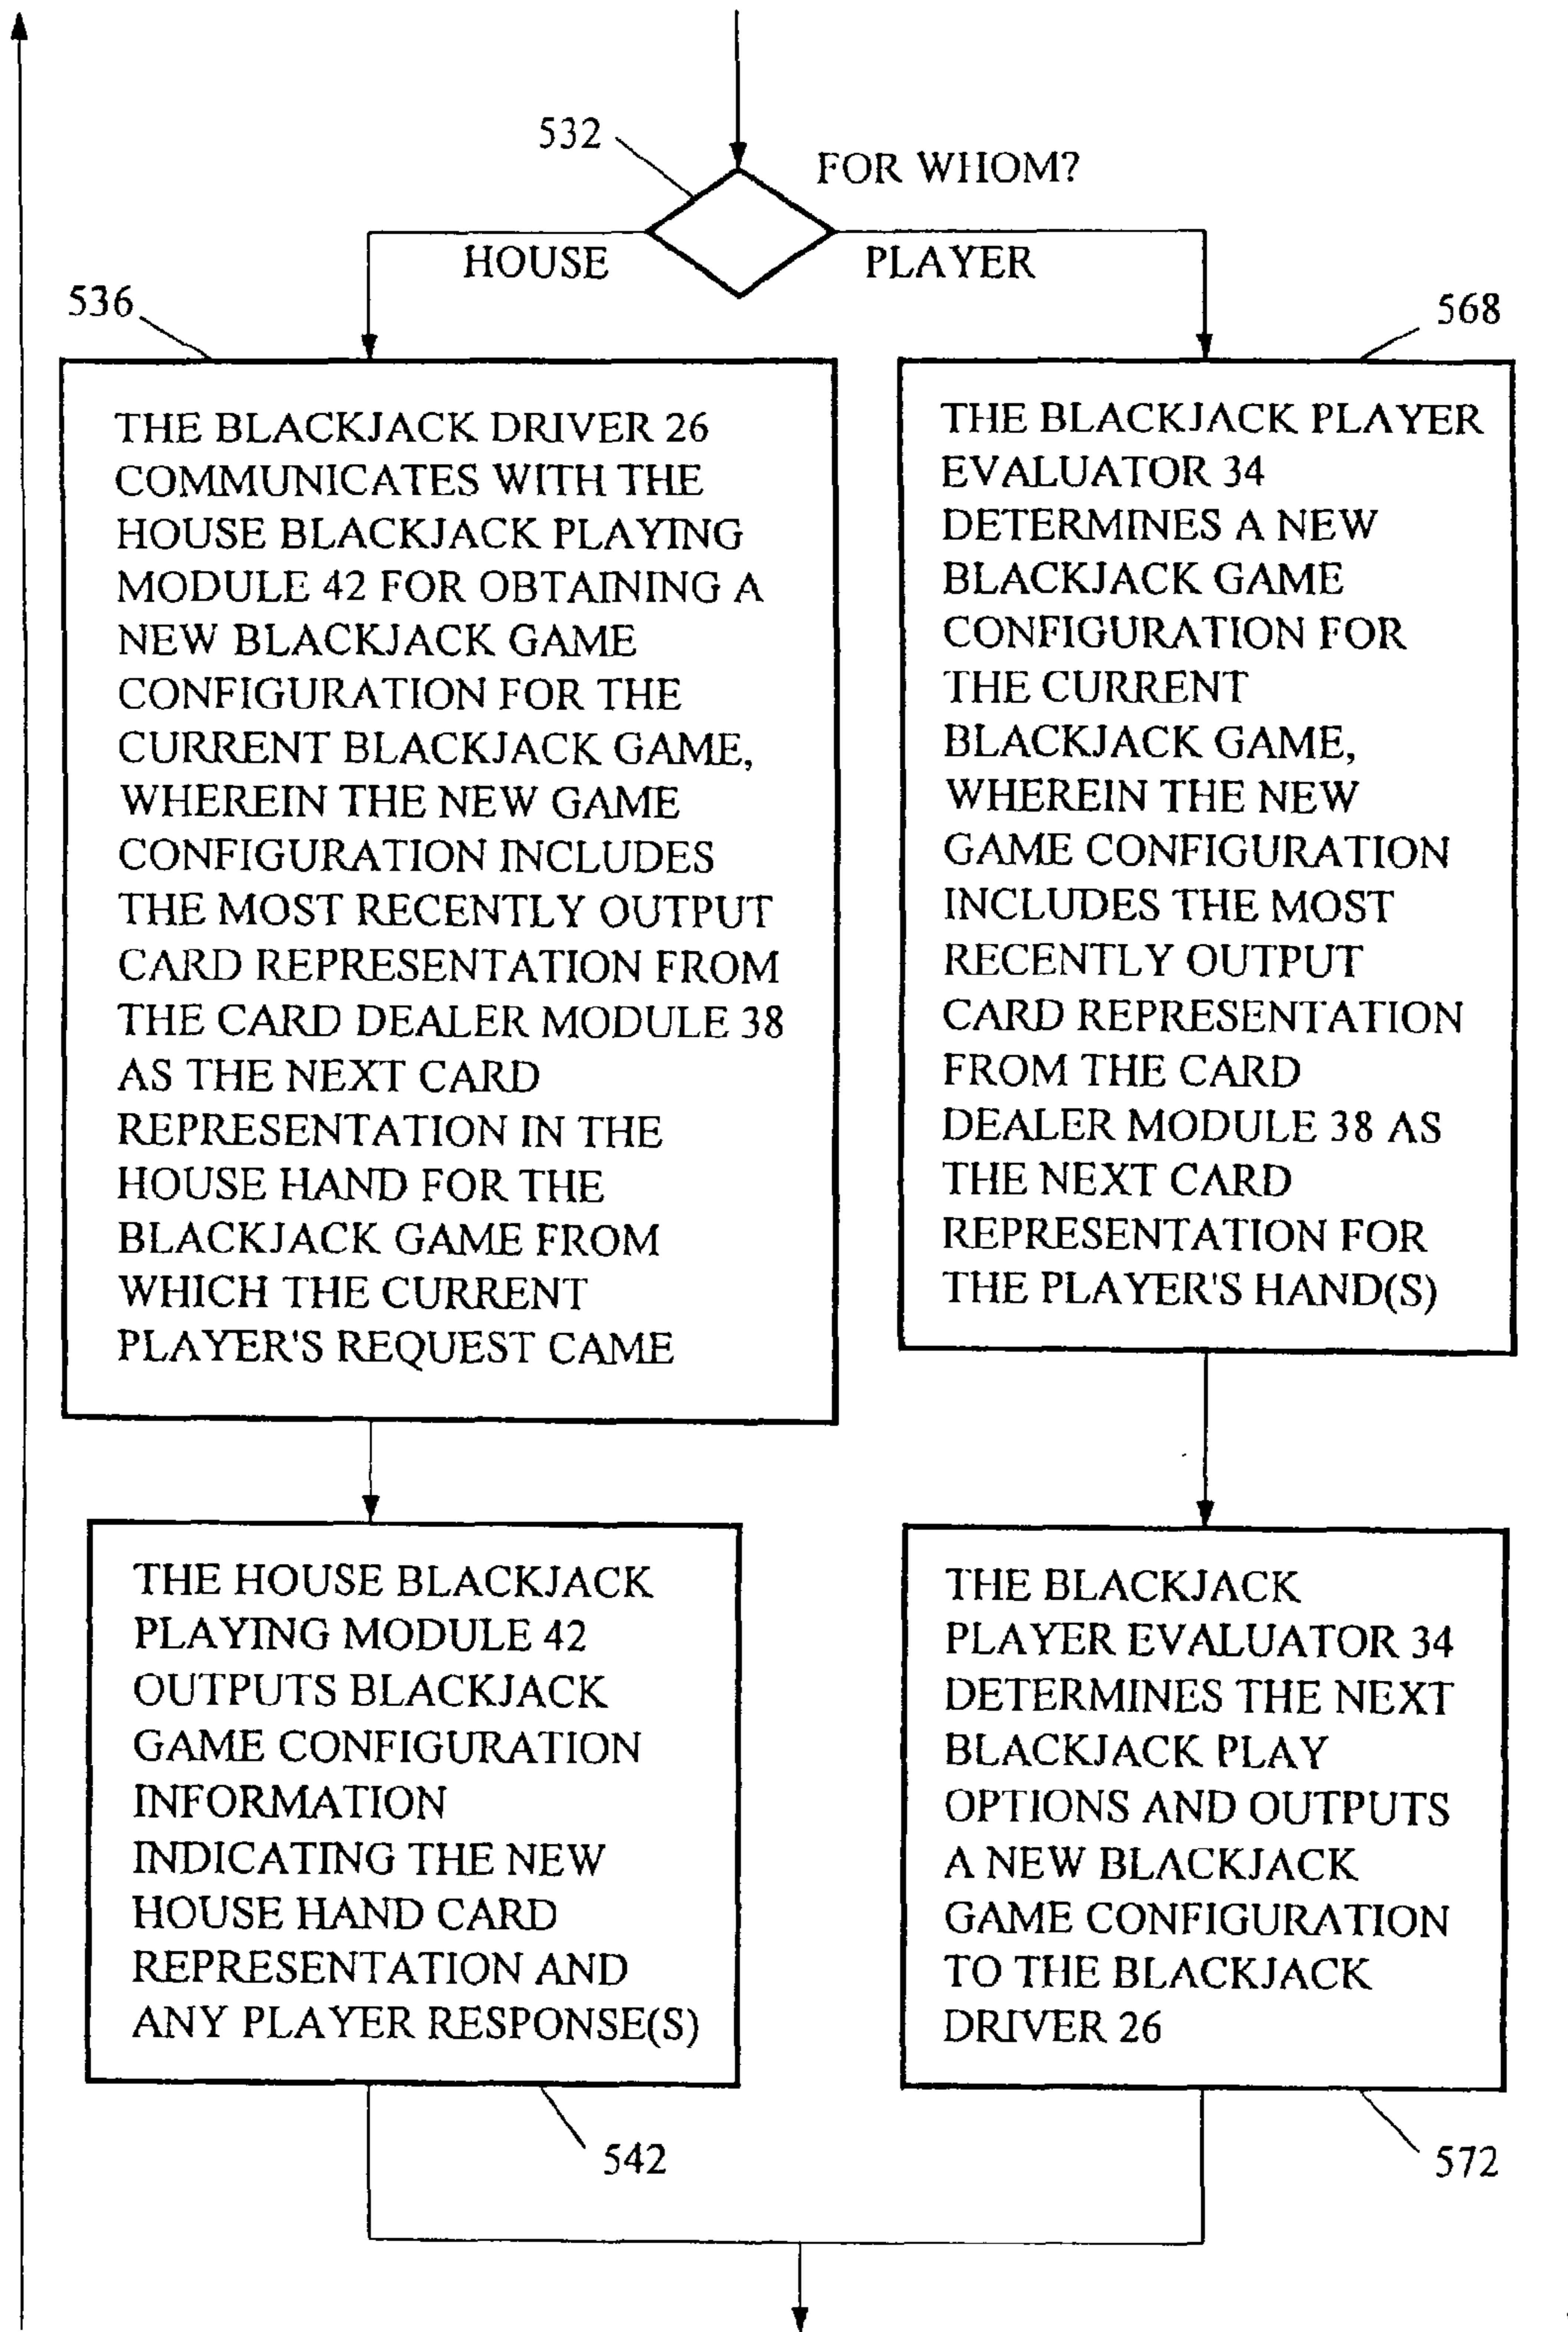 532
FOR WHOM?
HOUSE
PLAYER
536
THE BLACKJACK DRIVER 26
COMMUNICATES WITH THE
HOUSE BLACKJACK PLAYING
MODULE 42 FOR OBTAINING A
NEW BLACKJACK GAME
CONFIGURATION FOR THE
CURRENT BLACKJACK GAME,
WHEREIN THE NEW GAME
CONFIGURATION INCLUDES
THE MOST RECENTLY OUTPUT
CARD REPRESENTATION FROM
THE CARD DEALER MODULE 38
AS THE NEXT CARD
REPRESENTATION IN THE
HOUSE HAND FOR THE
BLACKJACK GAME FROM
WHICH THE CURRENT
PLAYER'S REQUEST CAME
568
THE BLACKJACK PLAYER
EVALUATOR 34
DETERMINES A NEW
BLACKJACK GAME
CONFIGURATION FOR
THE CURRENT
BLACKJACK GAME,
WHEREIN THE NEW
GAME CONFIGURATION
INCLUDES THE MOST
RECENTLY OUTPUT
CARD REPRESENTATION
FROM THE CARD
DEALER MODULE 38 AS
THE NEXT CARD
REPRESENTATION FOR
THE PLAYER'S HAND(S)
THE HOUSE BLACKJACK
PLAYING MODULE 42
OUTPUTS BLACKJACK
GAME CONFIGURATION
INFORMATION
INDICATING THE NEW
HOUSE HAND CARD
REPRESENTATION AND
ANY PLAYER RESPONSE(S)
542
THE BLACKJACK
PLAYER EVALUATOR 34
DETERMINES THE NEXT
BLACKJACK PLAY
OPTIONS AND OUTPUTS
A NEW BLACKJACK
GAME CONFIGURATION
TO THE BLACKJACK
DRIVER 26
572